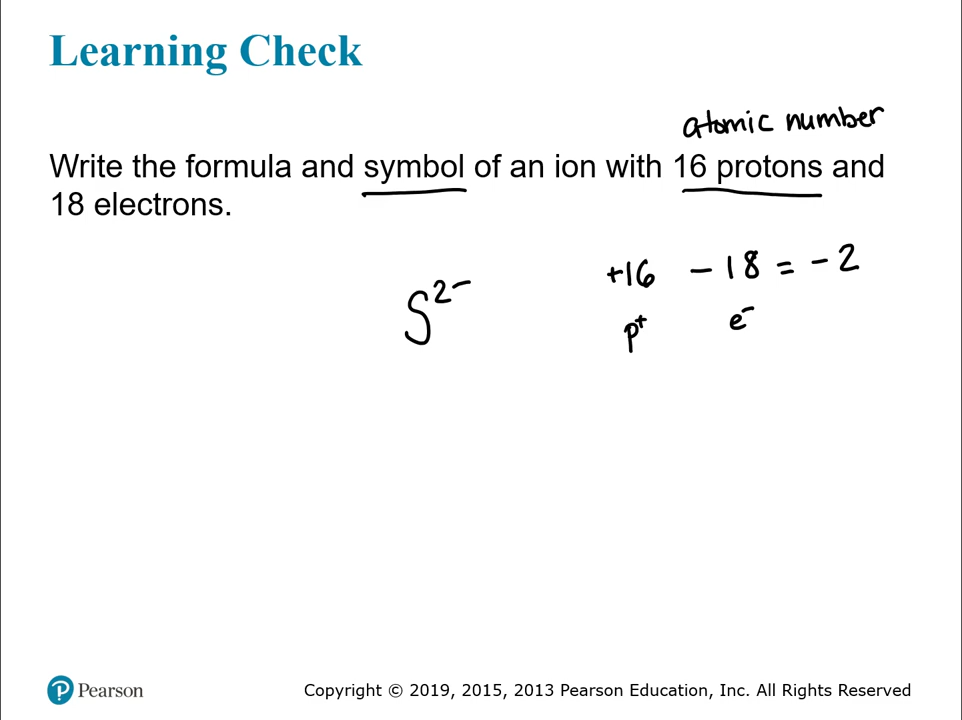 Learning Check
atomic number
Write the formula and symbol of an ion with 16 protons and
18 electrons.
+16 - 18 = -2
S²⁻
p⁺ e⁻
Pearson
Copyright © 2019, 2015, 2013 Pearson Education, Inc. All Rights Reserved